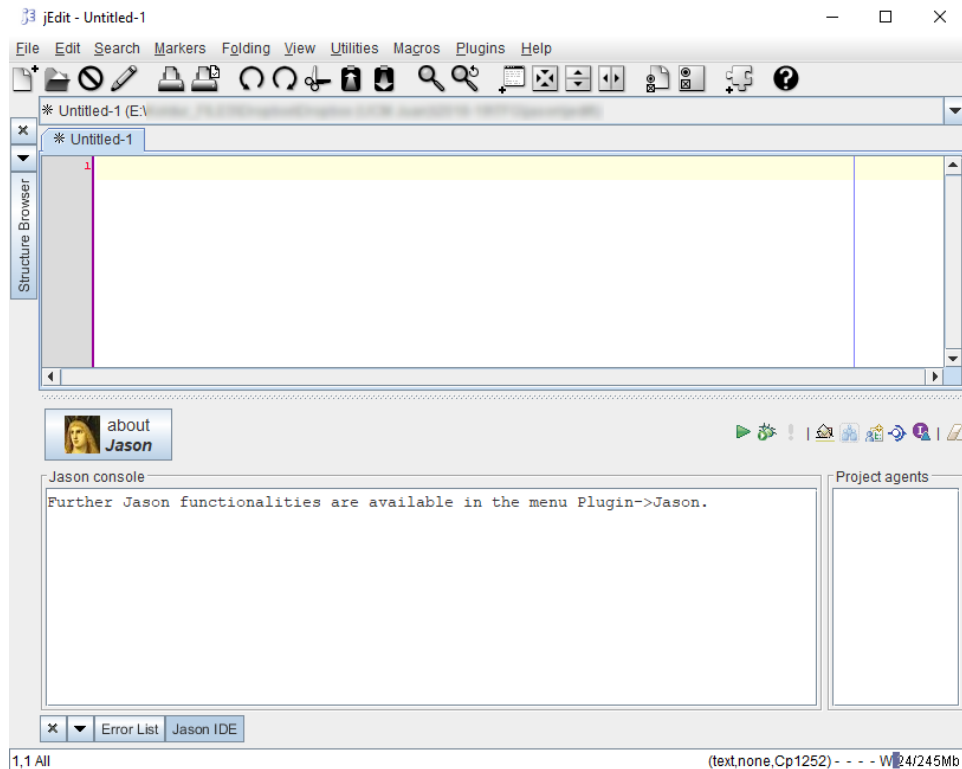 jEdit - Untitled-1
File Edit Search Markers Folding View Utilities Macros Plugins Help
* Untitled-1 (E:\
* Untitled-1
1
Structure Browser
about
Jason
Jason console
Project agents
Further Jason functionalities are available in the menu Plugin->Jason.
Error List
Jason IDE
1,1 All
(text,none,Cp1252) - - - - W 24/245Mb